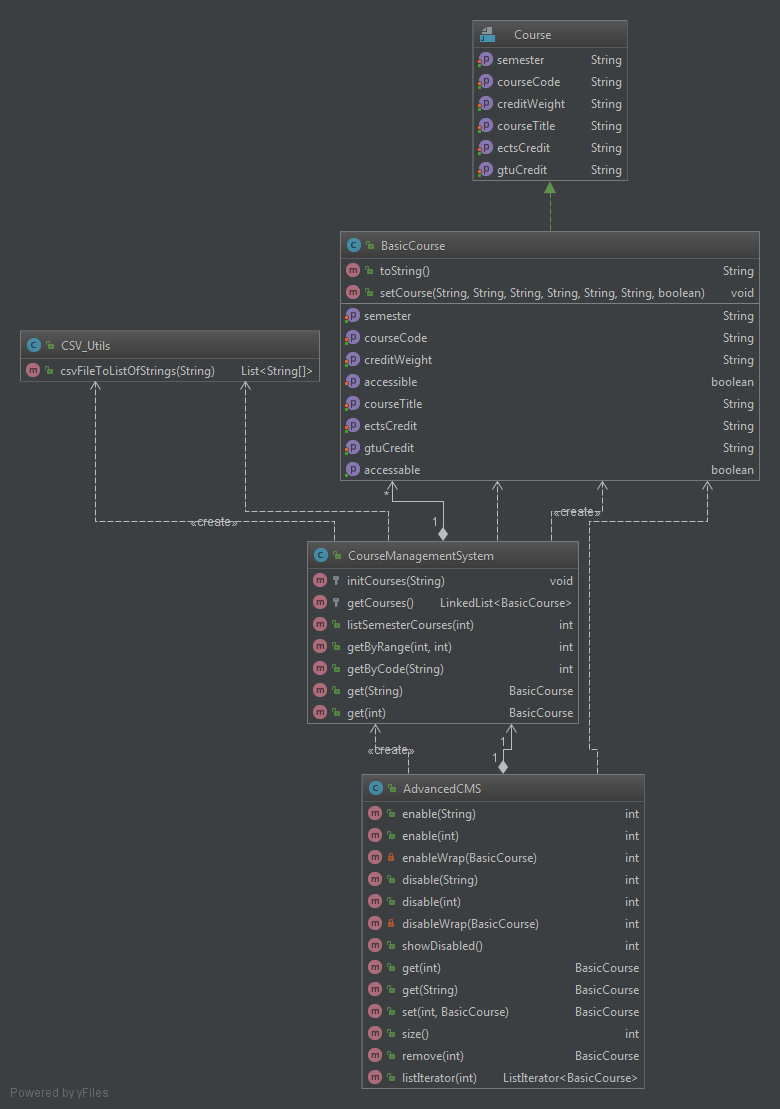 Course
semester String
courseCode String
creditWeight String
courseTitle String
ectsCredit String
gtuCredit String
BasicCourse
toString() String
setCourse(String, String, String, String, String, String, boolean) void
semester String
courseCode String
creditWeight String
accessible boolean
courseTitle String
ectsCredit String
gtuCredit String
accessable boolean
CSV_Utils
csvFileToListOfStrings(String) List<String[]>
*
1
«create»
«create»
CourseManagementSystem
initCourses(String) void
getCourses() LinkedList<BasicCourse>
listSemesterCourses(int) int
getByRange(int, int) int
getByCode(String) int
get(String) BasicCourse
get(int) BasicCourse
«create»
1
1
AdvancedCMS
enable(String) int
enable(int) int
enableWrap(BasicCourse) int
disable(String) int
disable(int) int
disableWrap(BasicCourse) int
showDisabled() int
get(int) BasicCourse
get(String) BasicCourse
set(int, BasicCourse) BasicCourse
size() int
remove(int) BasicCourse
listIterator(int) ListIterator<BasicCourse>
Powered by yFiles